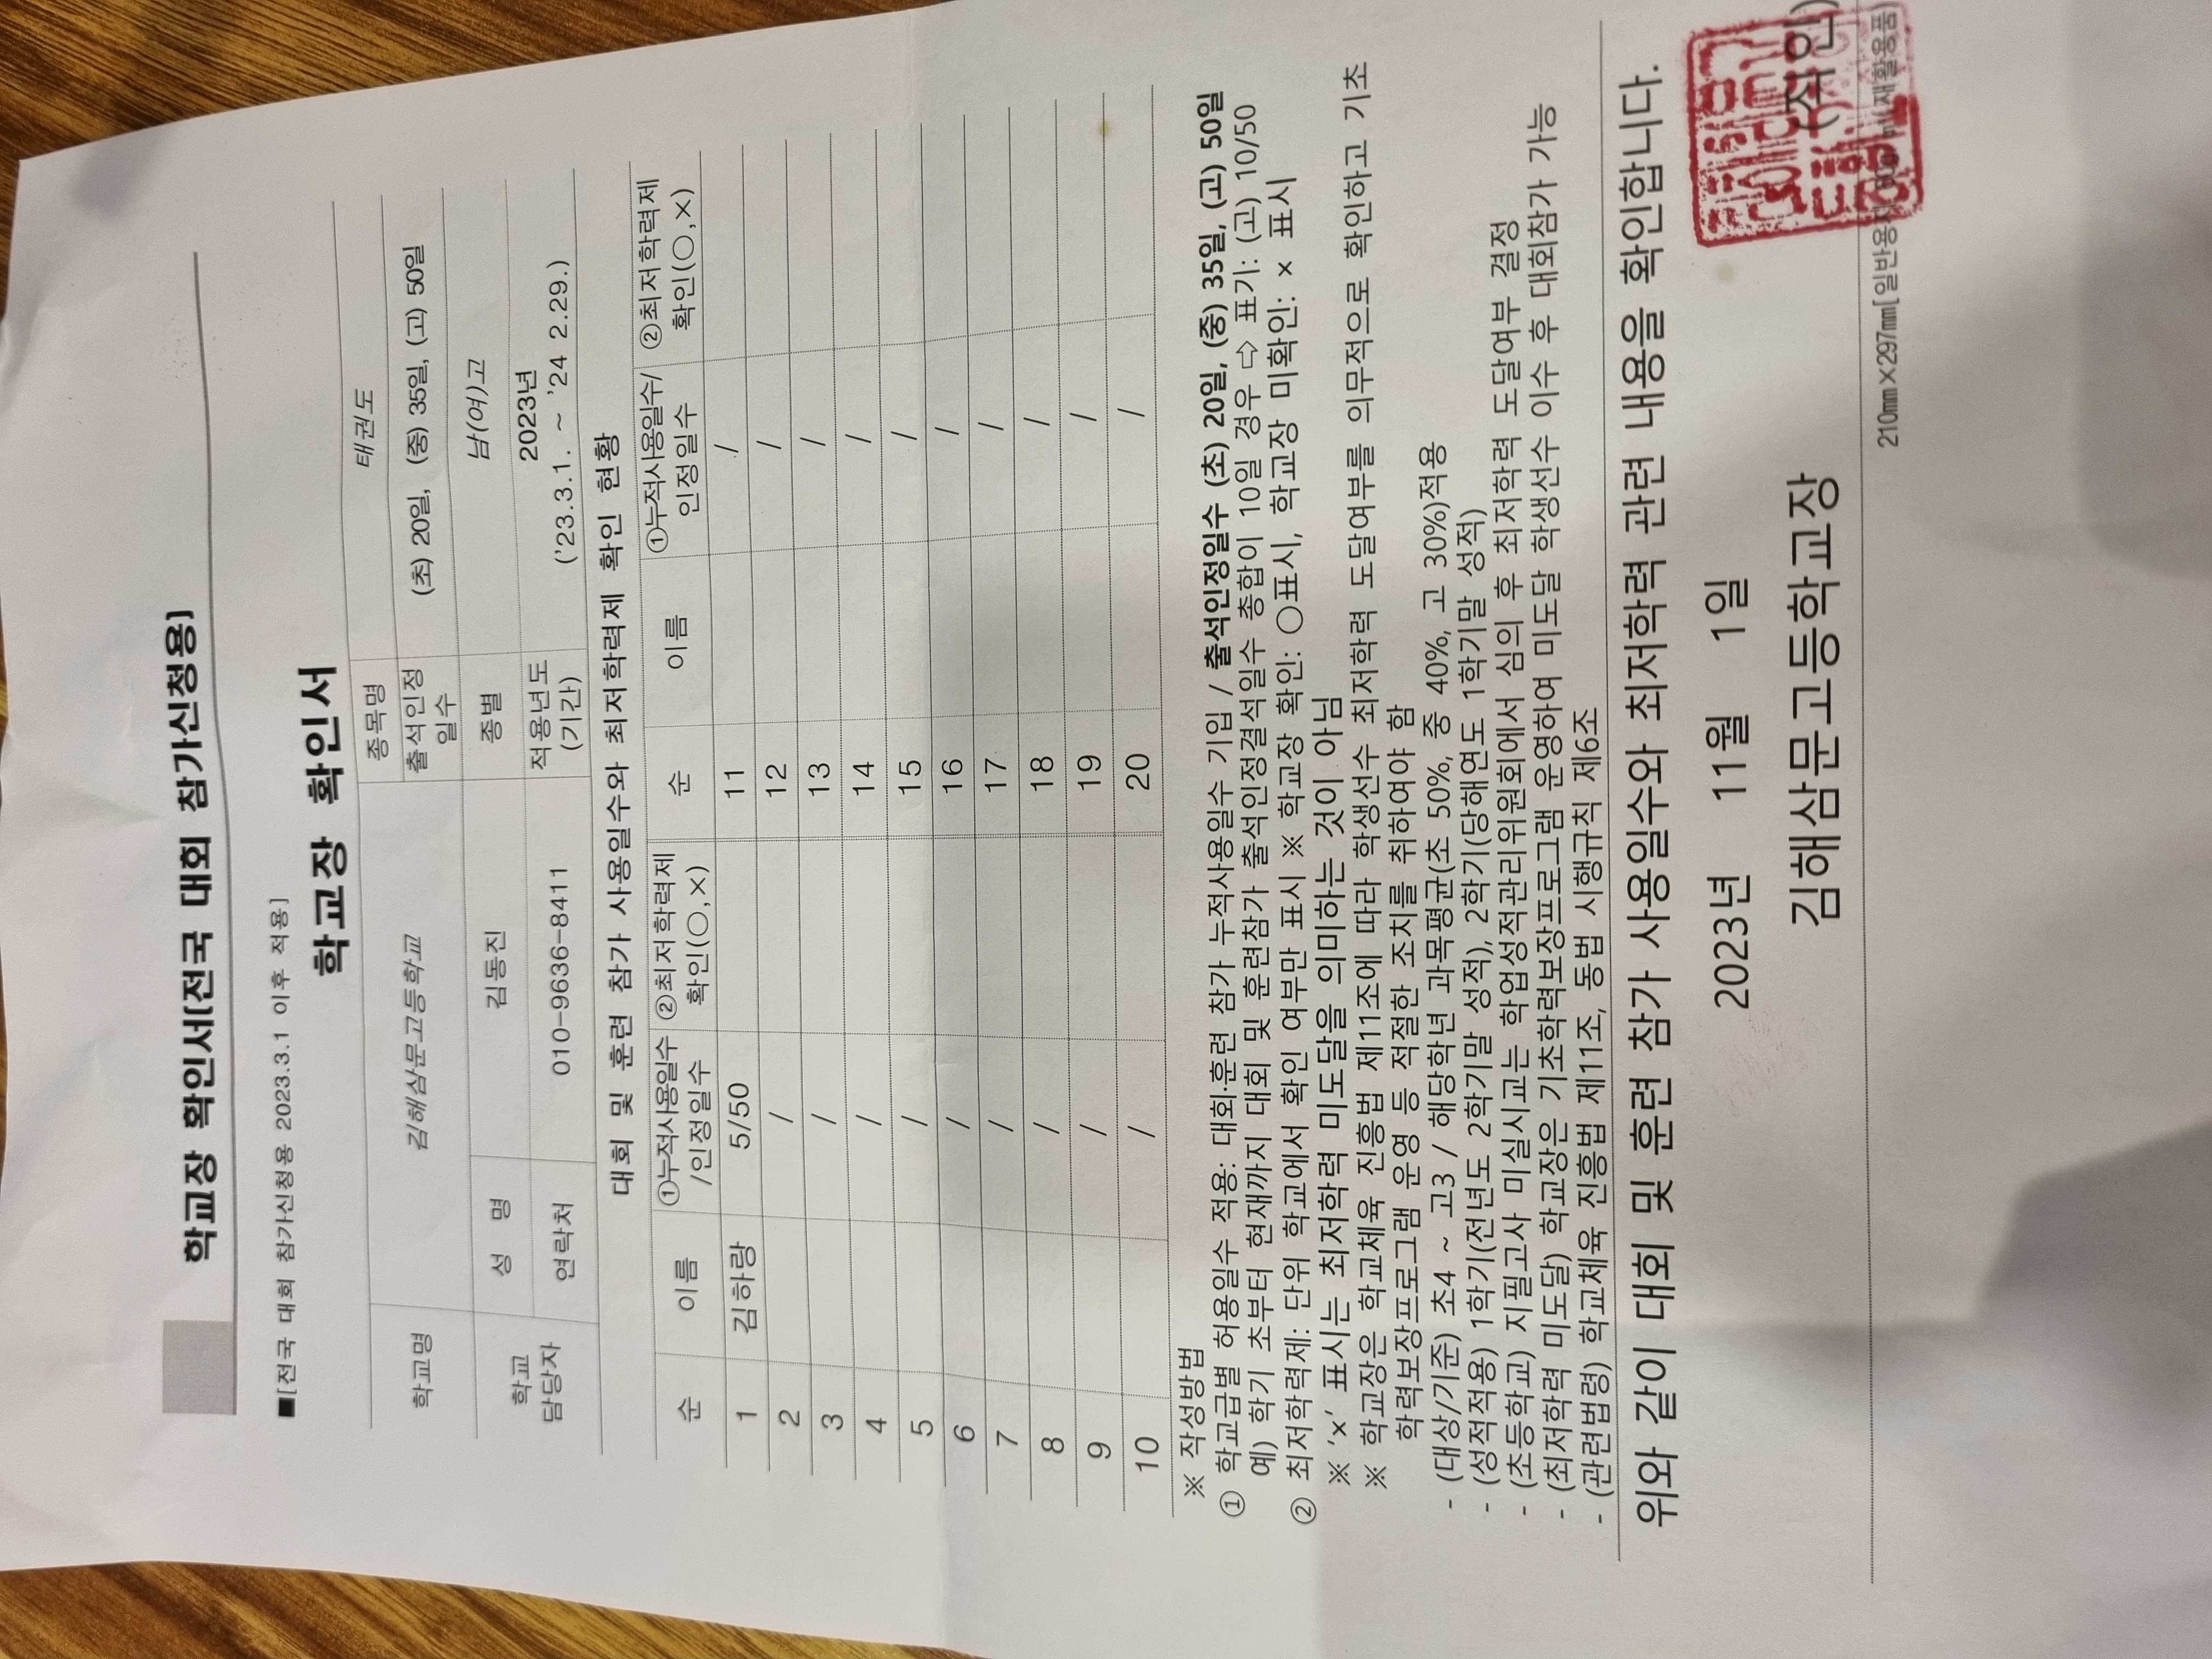 학교장 확인서(전국 대회 참가신청용)
■[전국 대회 참가신청용 2023.3.1 이후 적용]
학교장 확인서
학교명 김해삼문고등학교 종목명 태권도
출석인정 일수 (초) 20일, (중) 35일, (고) 50일
학교 담당자 성 명 김동진 종별 남(여)고
연락처 010-9636-8411 적용년도 (기간) 2023년 ('23.3.1. ~ '24 2.29.)
대회 및 훈련 참가 사용일수와 최저학력제 확인 현황
순 이름 ①누적사용일수 /인정일수 ②최저학력제 확인(○,×) 순 이름 ①누적사용일수/ 인정일수 ②최저학력제 확인(○,×)
1 김하랑 5/50 11 /
2 / 12 /
3 / 13 /
4 / 14 /
5 / 15 /
6 / 16 /
7 / 17 /
8 / 18 /
9 / 19 /
10 / 20 /
※ 작성방법
① 학교급별 허용일수 적용: 대회·훈련 참가 누적사용일수 기입 / 출석인정일수 (초) 20일, (중) 35일, (고) 50일
예) 학기 초부터 현재까지 대회 및 훈련참가 출석인정결석일수 총합이 10일 경우 ⇨ 표기: (고) 10/50
② 최저학력제: 단위 학교에서 확인 여부만 표시 ※ 학교장 확인: ○표시, 학교장 미확인: × 표시
※ '×' 표시는 최저학력 미도달을 의미하는 것이 아님
※ 학교장은 학교체육 진흥법 제11조에 따라 학생선수 최저학력 도달여부를 의무적으로 확인하고 기초
학력보장프로그램 운영 등 적절한 조치를 취하여야 함
- (대상/기준) 초4 ~ 고3 / 해당학년 과목평균(초 50%, 중 40%, 고 30%)적용
- (성적적용) 1학기(전년도 2학기말 성적), 2학기(당해연도 1학기말 성적)
- (초등학교) 지필고사 미실시교는 학업성적관리위원회에서 심의 후 최저학력 도달여부 결정
- (최저학력 미도달) 학교장은 기초학력보장프로그램 운영하여 미도달 학생선수 이수 후 대회참가 가능
- (관련법령) 학교체육 진흥법 제11조, 동법 시행규칙 제6조
위와 같이 대회 및 훈련 참가 사용일수와 최저학력 관련 내용을 확인합니다.
2023년 11월 1일
김해삼문고등학교장 (직인)
210㎜×297㎜[일반용지 (재활용품)